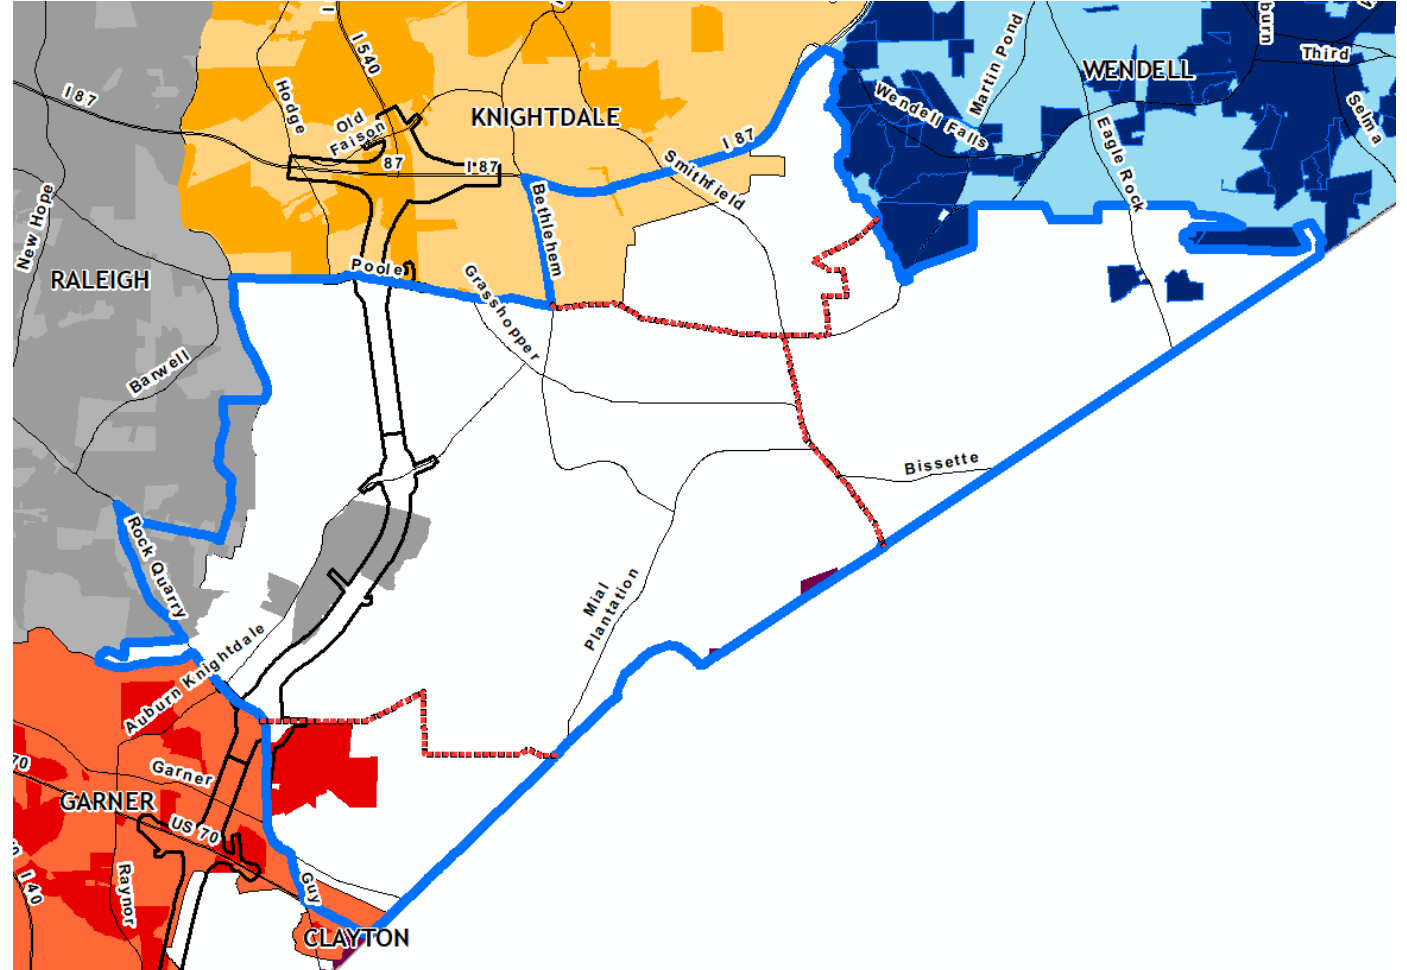 I 540
I 87
Hodge
Old
Faison
KNIGHTDALE
87
I 87
I 87
Smithfield
Bethlehem
Martin Pond
WENDELL
Wendell Falls
Eagle Rock
Third
Selma
New Hope
RALEIGH
Poole
Grasshopper
Barwell
Bissette
Rock Quarry
Mial
Plantation
Auburn Knightdale
70
Garner
GARNER
US 70
I 40
Raynor
Guy
CLAYTON